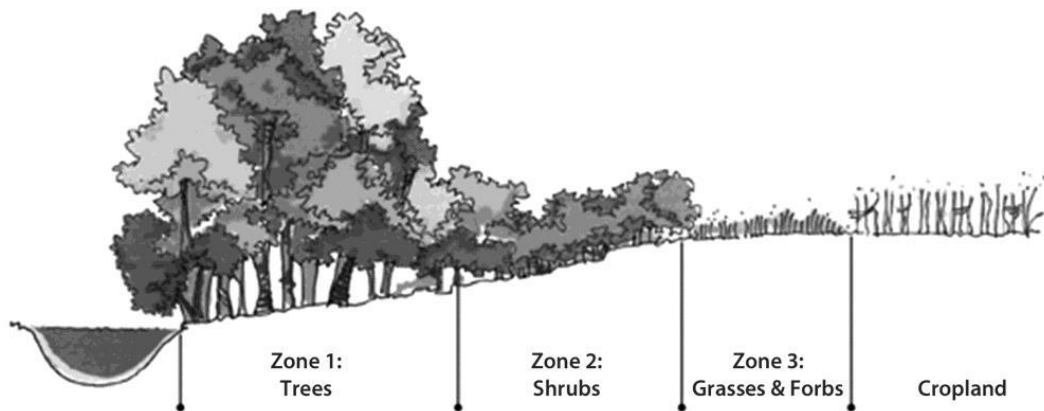 Zone 1:
Trees
Zone 2:
Shrubs
Zone 3:
Grasses & Forbs
Cropland